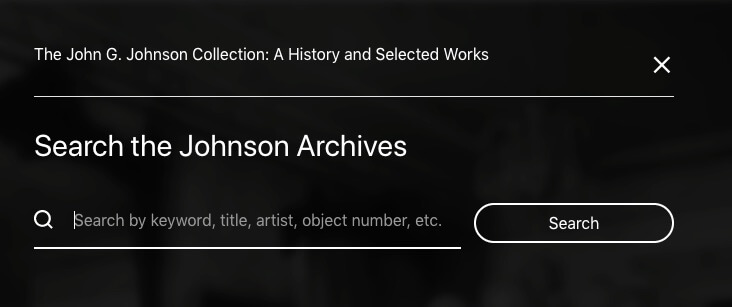 The John G. Johnson Collection: A History and Selected Works
Search the Johnson Archives
Search by keyword, title, artist, object number, etc.
Search